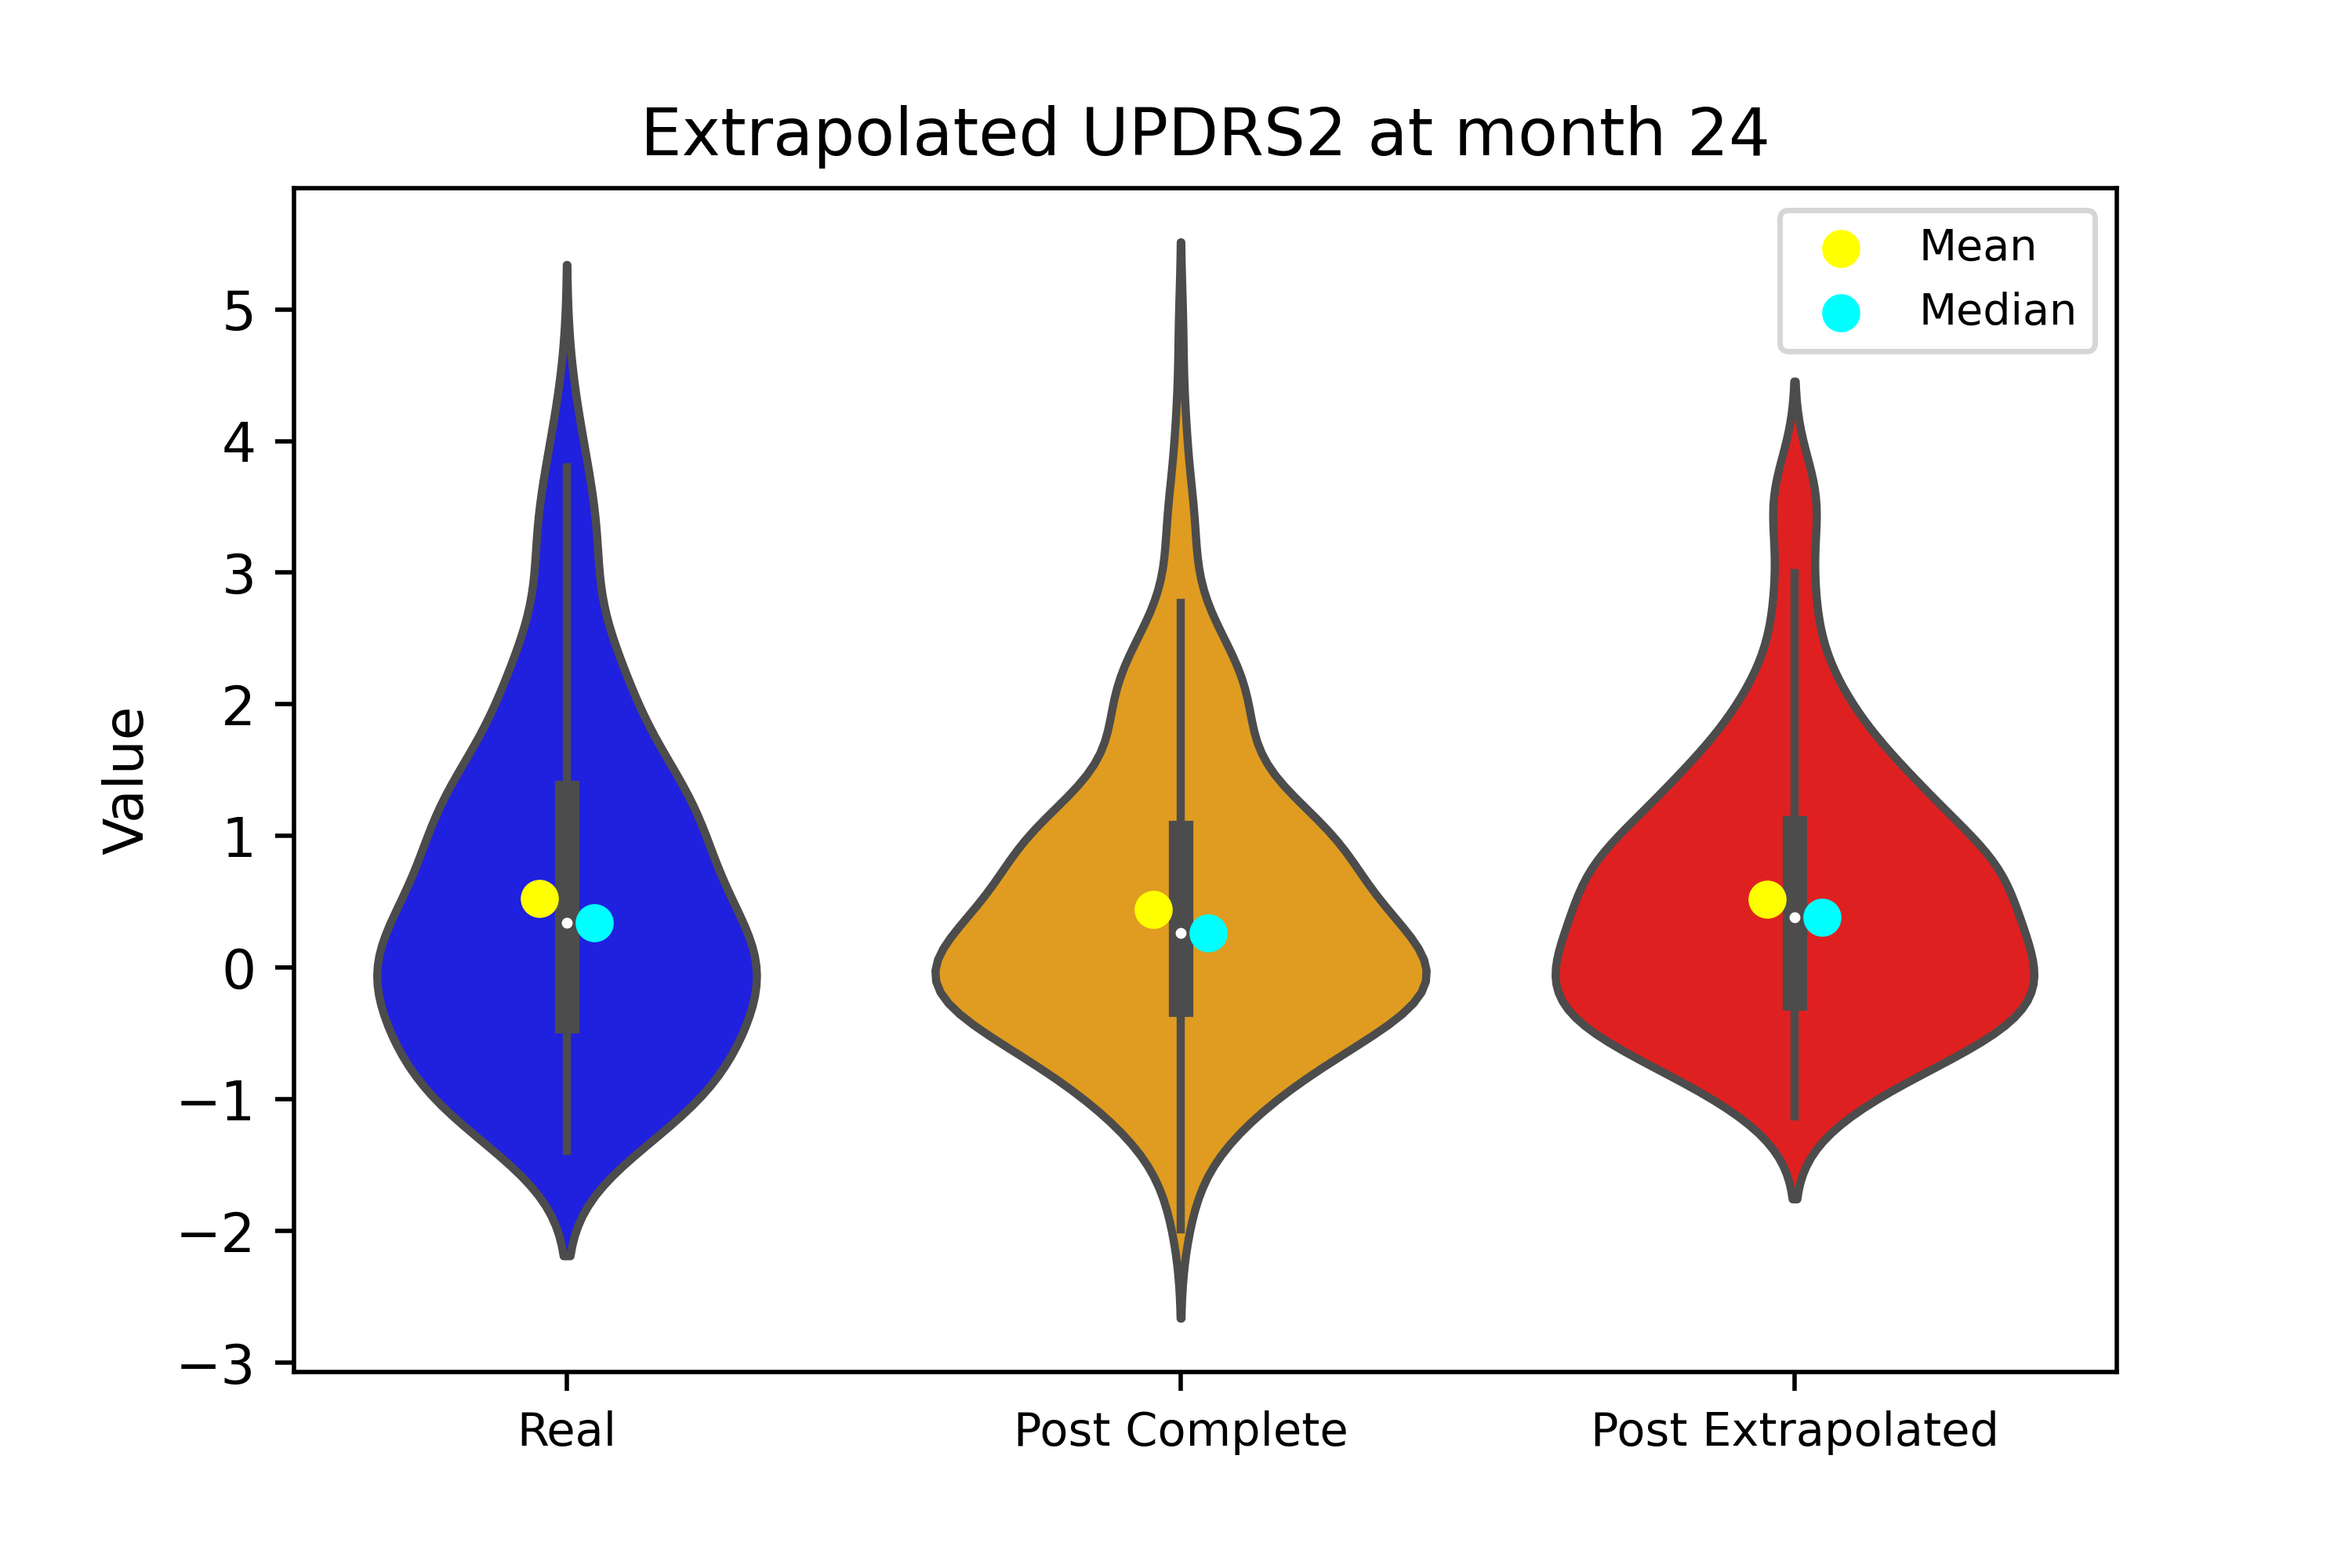 Extrapolated UPDRS2 at month 24
Mean
Median
Value
5
4
3
2
1
0
−1
−2
−3
Real
Post Complete
Post Extrapolated